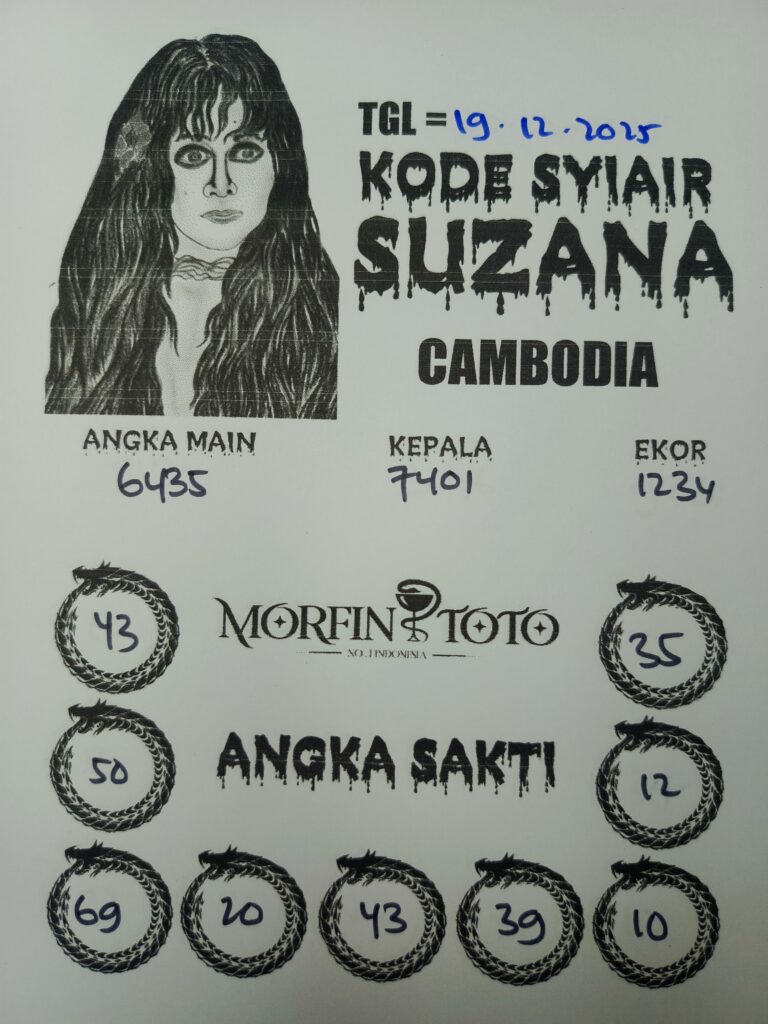 TGL = 19.12.2025
KODE SYIAIR
SUZANA
CAMBODIA
ANGKA MAIN KEPALA EKOR
6435 7401 1234
MORFIN TOTO
NO.1 INDONESIA
43 35
ANGKA SAKTI
50 12
69 20 43 39 10